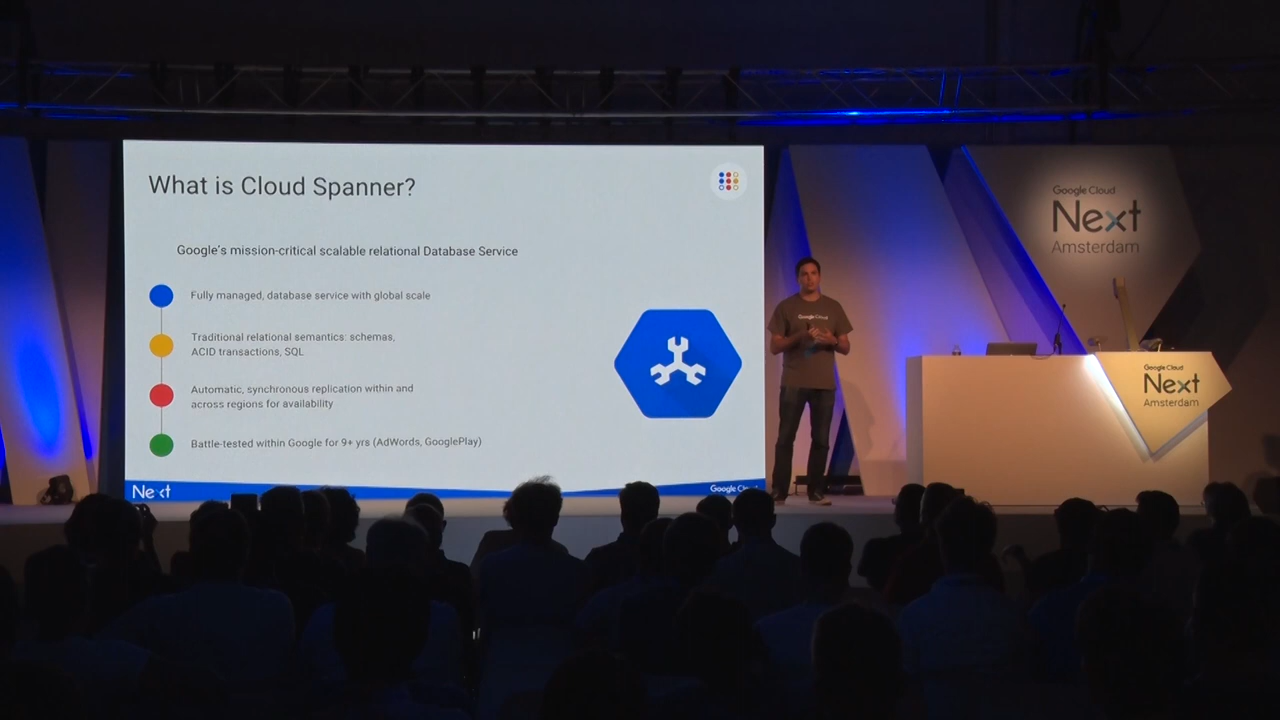 What is Cloud Spanner?
Google's mission-critical scalable relational Database Service
Fully managed, database service with global scale
Traditional relational semantics: schemas,
ACID transactions, SQL
Automatic, synchronous replication within and
across regions for availability
Battle-tested within Google for 9+ yrs (AdWords, GooglePlay)
Next
Google Cloud
Google Cloud
Google Cloud
Next
Amsterdam
Google Cloud
Next
Amsterdam